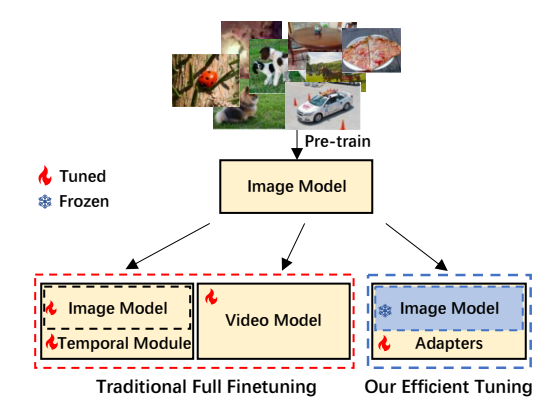 Pre-train
Image Model
Tuned
Frozen
Image Model
Temporal Module
Video Model
Image Model
Adapters
Traditional Full Finetuning
Our Efficient Tuning